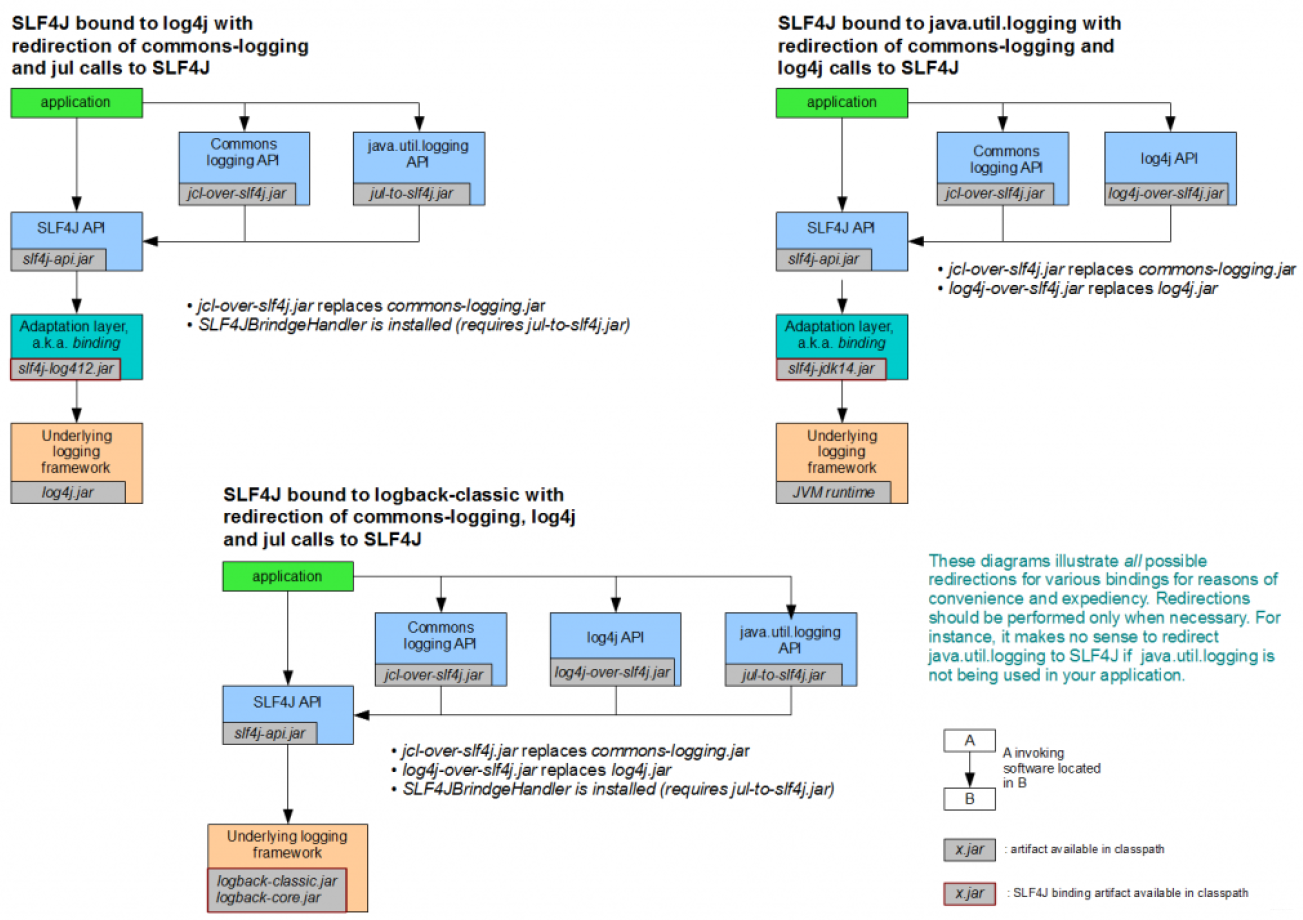 SLF4J bound to log4j with
redirection of commons-logging
and jul calls to SLF4J
application
Commons
logging API
jcl-over-slf4j.jar
java.util.logging
API
jul-to-slf4j.jar
SLF4J API
slf4j-api.jar
• jcl-over-slf4j.jar replaces commons-logging.jar
• SLF4JBrindgeHandler is installed (requires jul-to-slf4j.jar)
Adaptation layer,
a.k.a. binding
slf4j-log412.jar
Underlying
logging
framework
log4j.jar
SLF4J bound to java.util.logging with
redirection of commons-logging and
log4j calls to SLF4J
application
Commons
logging API
jcl-over-slf4j.jar
log4j API
log4j-over-slf4j.jar
SLF4J API
slf4j-api.jar
• jcl-over-slf4j.jar replaces commons-logging.jar
• log4j-over-slf4j.jar replaces log4j.jar
Adaptation layer,
a.k.a. binding
slf4j-jdk14.jar
Underlying
logging
framework
JVM runtime
SLF4J bound to logback-classic with
redirection of commons-logging, log4j
and jul calls to SLF4J
application
Commons
logging API
jcl-over-slf4j.jar
log4j API
log4j-over-slf4j.jar
java.util.logging
API
jul-to-slf4j.jar
SLF4J API
slf4j-api.jar
• jcl-over-slf4j.jar replaces commons-logging.jar
• log4j-over-slf4j.jar replaces log4j.jar
• SLF4JBrindgeHandler is installed (requires jul-to-slf4j.jar)
Underlying logging
framework
logback-classic.jar
logback-core.jar
These diagrams illustrate all possible
redirections for various bindings for reasons of
convenience and expediency. Redirections
should be performed only when necessary. For
instance, it makes no sense to redirect
java.util.logging to SLF4J if java.util.logging is
not being used in your application.
A
B
A invoking
software located
in B
x.jar : artifact available in classpath
x.jar : SLF4J binding artifact available in classpath